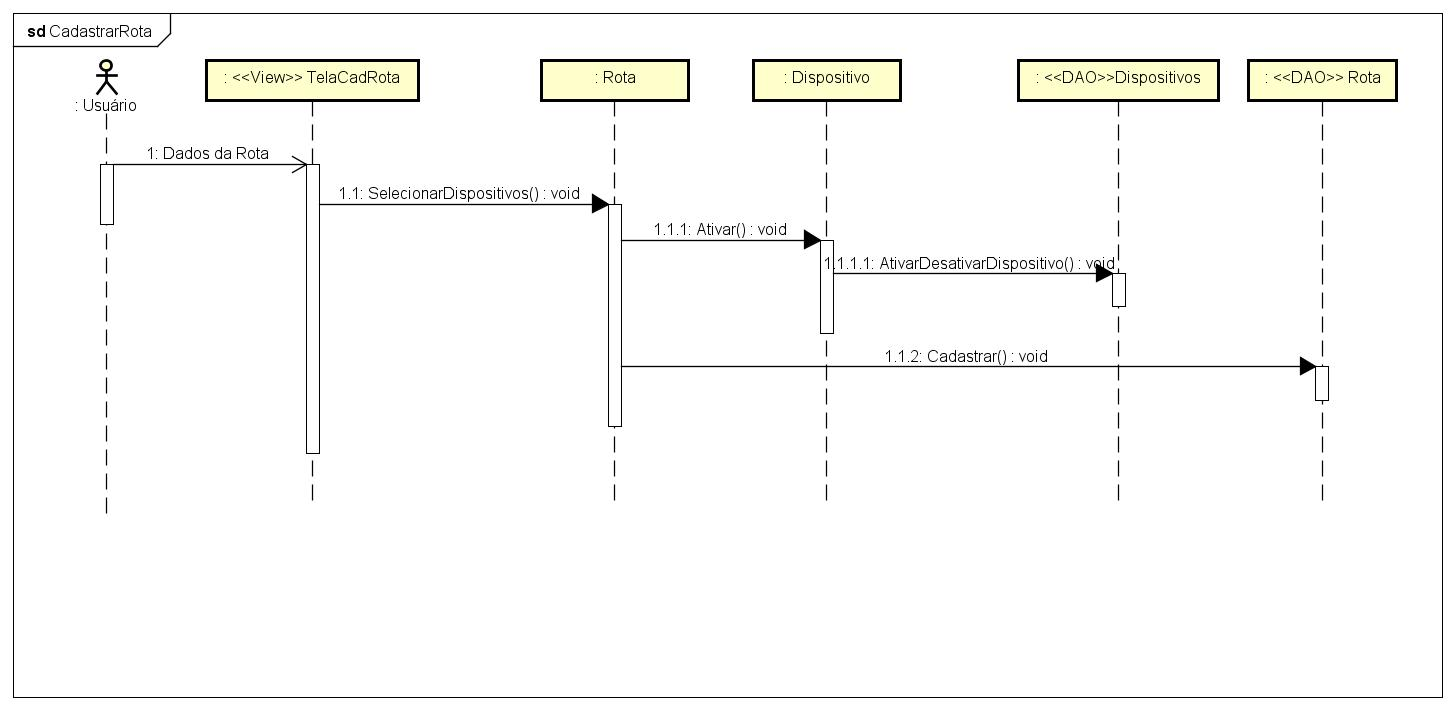 sd CadastrarRota
: Usuário
: <<View>> TelaCadRota
: Rota
: Dispositivo
: <<DAO>>Dispositivos
: <<DAO>> Rota
1: Dados da Rota
1.1: SelecionarDispositivos() : void
1.1.1: Ativar() : void
1.1.1.1: AtivarDesativarDispositivo() : void
1.1.2: Cadastrar() : void